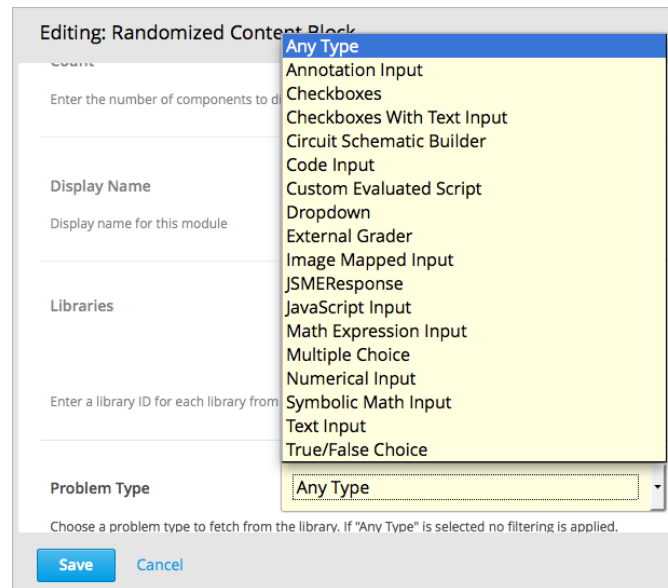 Editing: Randomized Content Block
Count
Enter the number of components to di
Display Name
Display name for this module
Libraries
Enter a library ID for each library from
Any Type
Annotation Input
Checkboxes
Checkboxes With Text Input
Circuit Schematic Builder
Code Input
Custom Evaluated Script
Dropdown
External Grader
Image Mapped Input
JSMEResponse
JavaScript Input
Math Expression Input
Multiple Choice
Numerical Input
Symbolic Math Input
Text Input
True/False Choice
Problem Type
Any Type
Choose a problem type to fetch from the library. If "Any Type" is selected no filtering is applied.
Save
Cancel